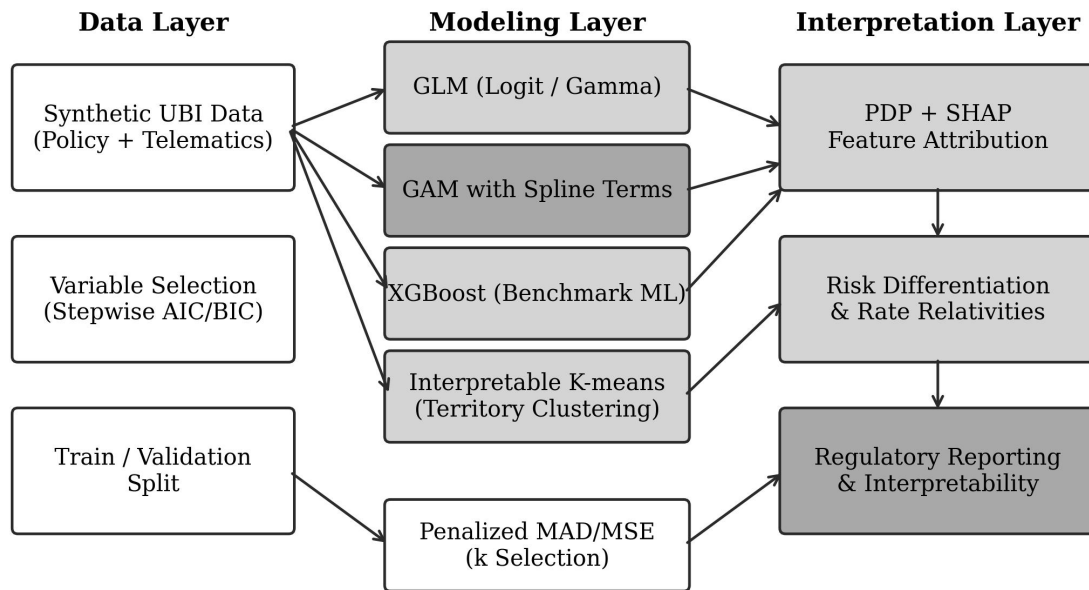 Data Layer
Modeling Layer
Interpretation Layer
Synthetic UBI Data
(Policy + Telematics)
Variable Selection
(Stepwise AIC/BIC)
Train / Validation
Split
GLM (Logit / Gamma)
GAM with Spline Terms
XGBoost (Benchmark ML)
Interpretable K-means
(Territory Clustering)
Penalized MAD/MSE
(k Selection)
PDP + SHAP
Feature Attribution
Risk Differentiation
& Rate Relativities
Regulatory Reporting
& Interpretability